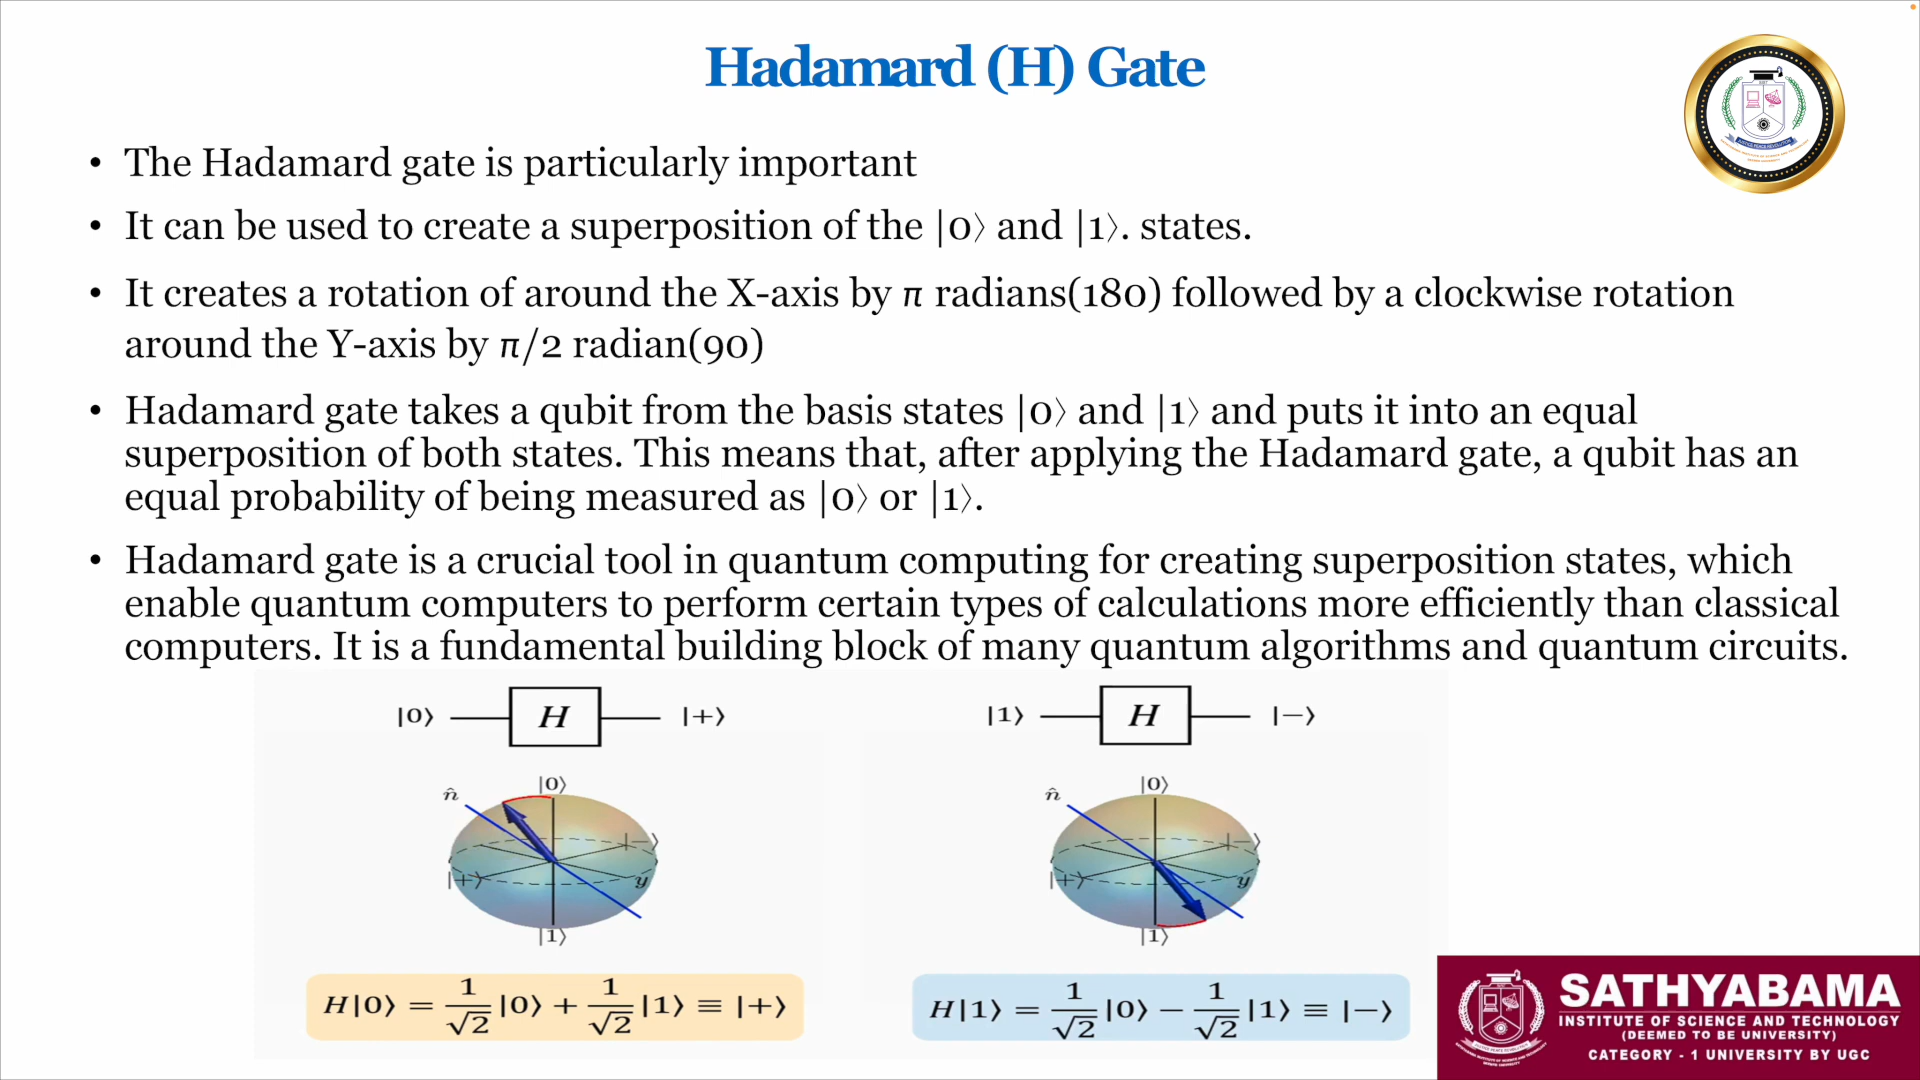 Hadamard (H) Gate
• The Hadamard gate is particularly important
• It can be used to create a superposition of the |0⟩ and |1⟩. states.
• It creates a rotation of around the X-axis by π radians(180) followed by a clockwise rotation
around the Y-axis by π/2 radian(90)
• Hadamard gate takes a qubit from the basis states |0⟩ and |1⟩ and puts it into an equal
superposition of both states. This means that, after applying the Hadamard gate, a qubit has an
equal probability of being measured as |0⟩ or |1⟩.
• Hadamard gate is a crucial tool in quantum computing for creating superposition states, which
enable quantum computers to perform certain types of calculations more efficiently than classical
computers. It is a fundamental building block of many quantum algorithms and quantum circuits.
|0⟩ H |+⟩
|1⟩ H |−⟩
n̂ |0⟩
|−⟩
|+⟩ y
|1⟩
n̂ |0⟩
|−⟩
|+⟩ y
|1⟩
H|0⟩ = 1/√2 |0⟩ + 1/√2 |1⟩ ≡ |+⟩
H|1⟩ = 1/√2 |0⟩ − 1/√2 |1⟩ ≡ |−⟩
SATHYABAMA
INSTITUTE OF SCIENCE AND TECHNOLOGY
(DEEMED TO BE UNIVERSITY)
CATEGORY - 1 UNIVERSITY BY UGC